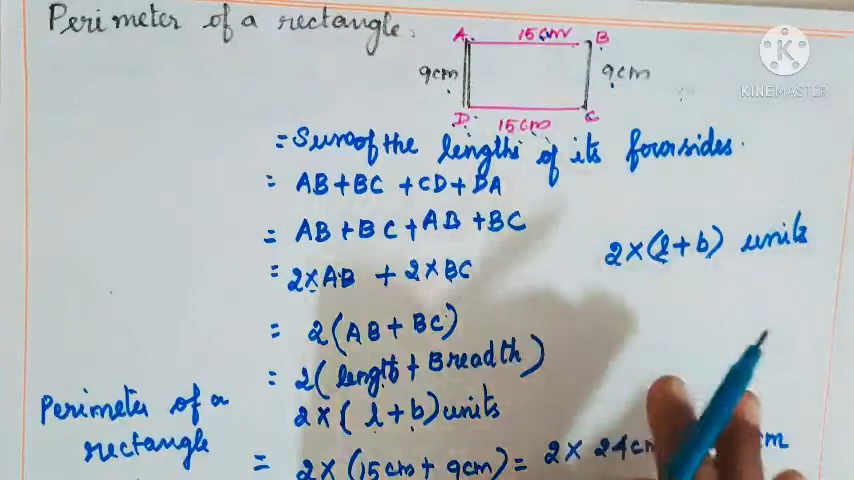 Perimeter of a rectangle.
A 15cm B
9cm 9cm
D 15cm C
= Sum of the lengths of its four sides.
= AB + BC + CD + DA
= AB + BC + AB + BC
= 2×AB + 2×BC
2×(l+b) units
= 2(AB + BC)
= 2(length + Breadth)
2×(l+b) units
Perimeter of a
rectangle
= 2×(15cm + 9cm) = 2× 24cm
KINEMASTER